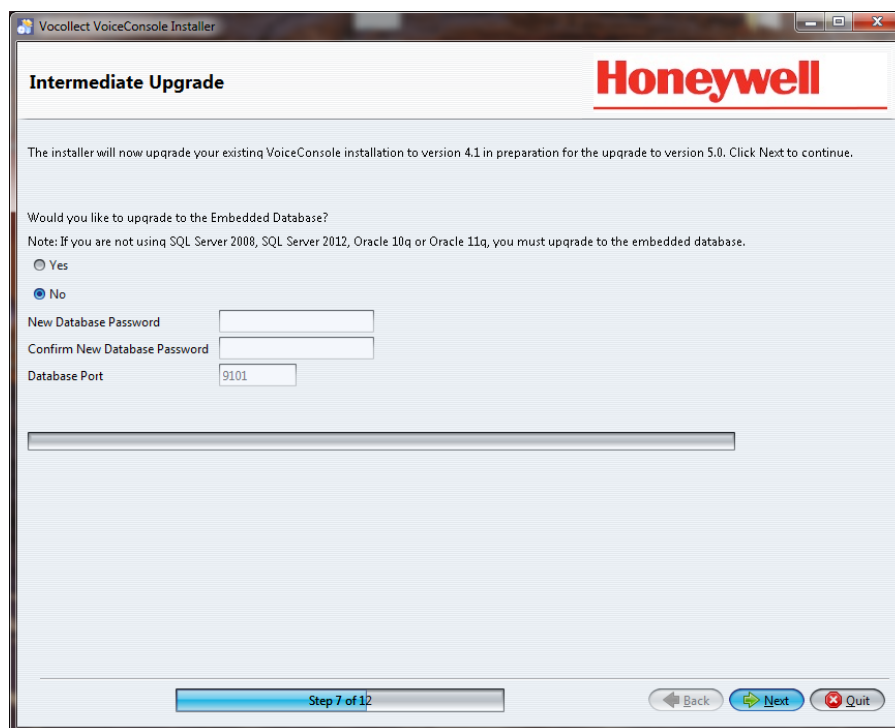 Vocollect VoiceConsole Installer
Intermediate Upgrade
Honeywell
The installer will now upgrade your existing VoiceConsole installation to version 4.1 in preparation for the upgrade to version 5.0. Click Next to continue.
Would you like to upgrade to the Embedded Database?
Note: If you are not using SQL Server 2008, SQL Server 2012, Oracle 10g or Oracle 11g, you must upgrade to the embedded database.
Yes
No
New Database Password
Confirm New Database Password
Database Port
9101
Step 7 of 12
Back
Next
Quit